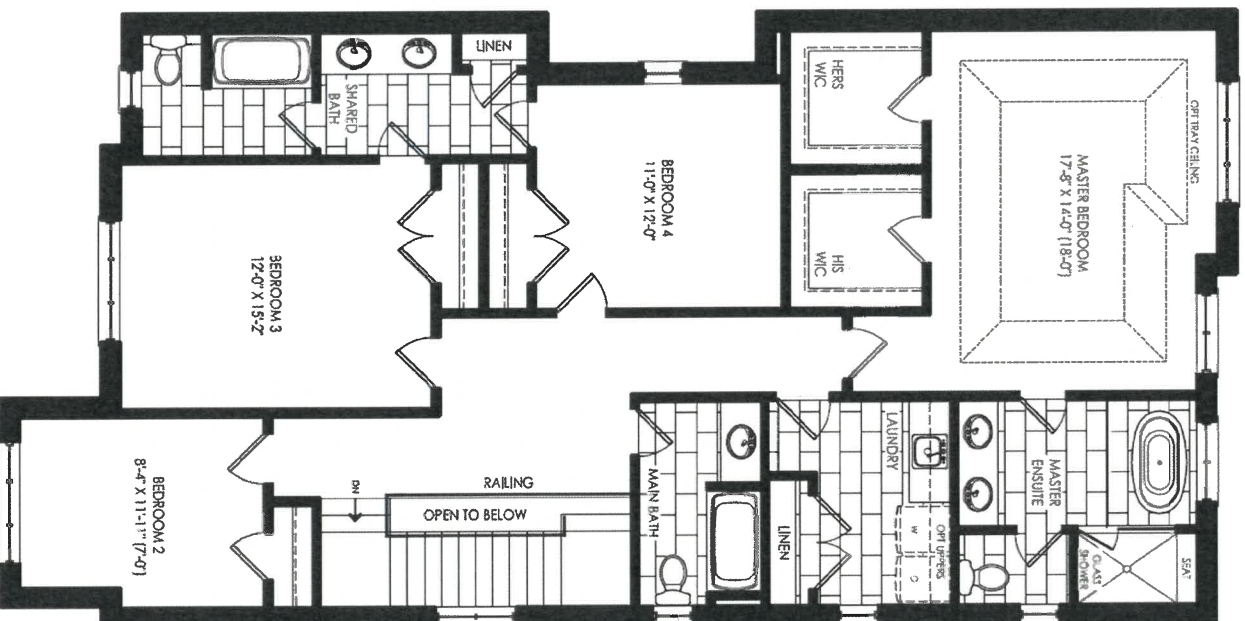 LINEN
SHARED
BATH
HERS
WIC
HIS
WIC
OPT TRAY CEILING
MASTER BEDROOM
17'-8" X 14'-0" (18'-0")
BEDROOM 4
11'-0" X 12'-0"
BEDROOM 3
12'-0" X 15'-2"
BEDROOM 2
8'-4" X 11'-11" (7'-0")
DN
RAILING
OPEN TO BELOW
MAIN BATH
LINEN
LAUNDRY
OPT UPPERS
W
H
MASTER
ENSUITE
GLASS
SHOWER
SEAT